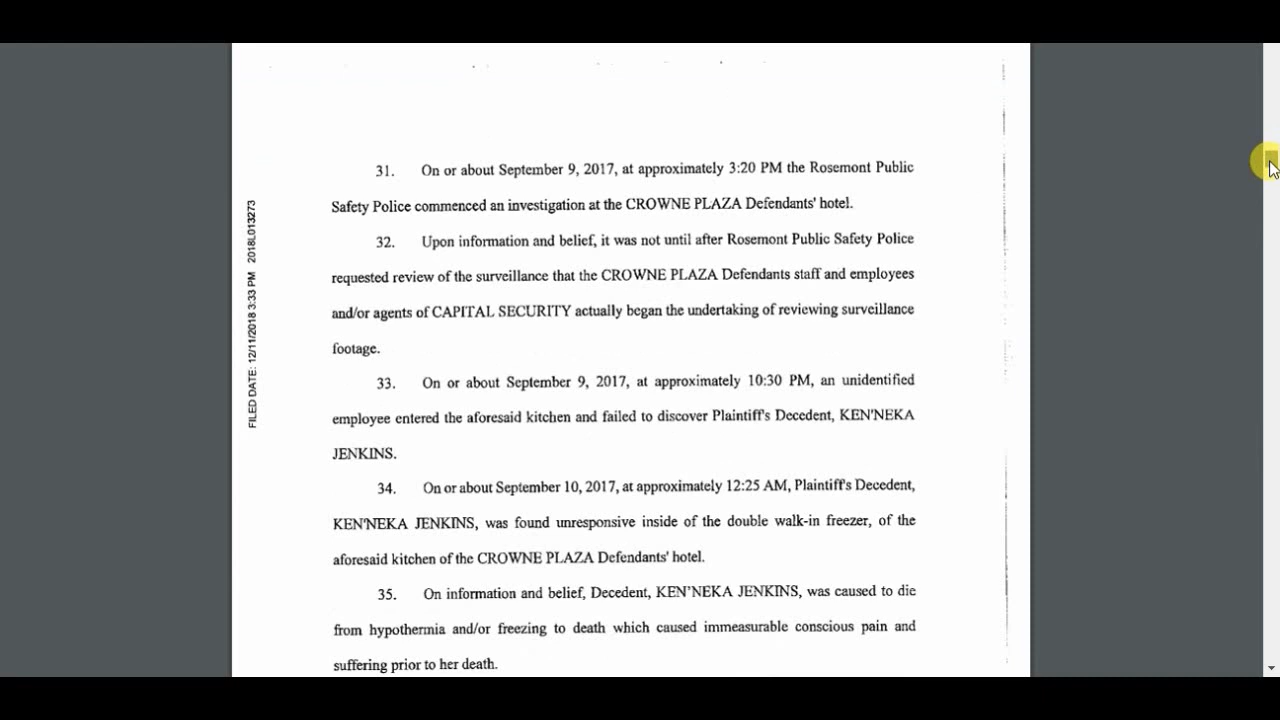 31. On or about September 9, 2017, at approximately 3:20 PM the Rosemont Public
Safety Police commenced an investigation at the CROWNE PLAZA Defendants' hotel.
32. Upon information and belief, it was not until after Rosemont Public Safety Police
requested review of the surveillance that the CROWNE PLAZA Defendants staff and employees
and/or agents of CAPITAL SECURITY actually began the undertaking of reviewing surveillance
footage.
33. On or about September 9, 2017, at approximately 10:30 PM, an unidentified
employee entered the aforesaid kitchen and failed to discover Plaintiff's Decedent, KEN'NEKA
JENKINS.
34. On or about September 10, 2017, at approximately 12:25 AM, Plaintiff's Decedent,
KEN'NEKA JENKINS, was found unresponsive inside of the double walk-in freezer, of the
aforesaid kitchen of the CROWNE PLAZA Defendants' hotel.
35. On information and belief, Decedent, KEN'NEKA JENKINS, was caused to die
from hypothermia and/or freezing to death which caused immeasurable conscious pain and
suffering prior to her death.
FILED DATE: 12/11/2018 3:33 PM 2018L013273